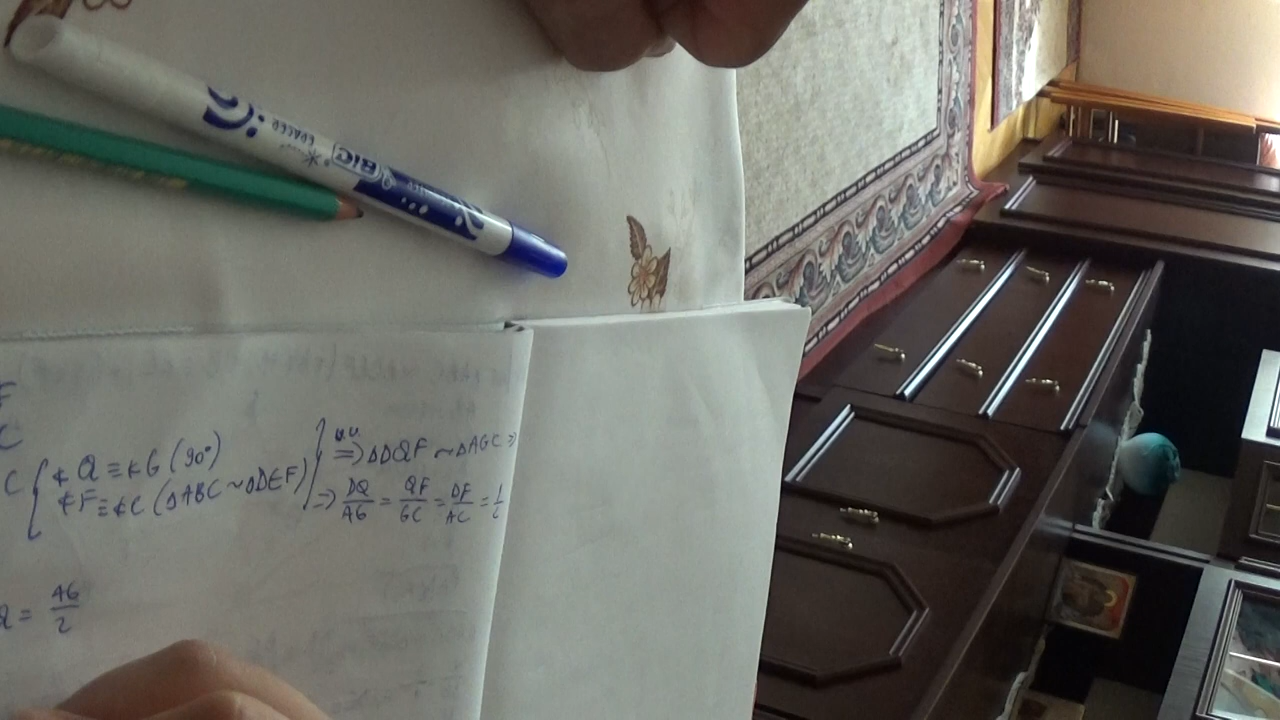 F
C
C { ∢Q ≡ ∢G (90°)
∢F ≡ ∢C (ΔABC ~ ΔDEF) }
u.u. => ΔDQF ~ ΔAGC =>
=> DQ/AG = QF/GC = DF/AC = 1/2
Q = AG/2
BIC